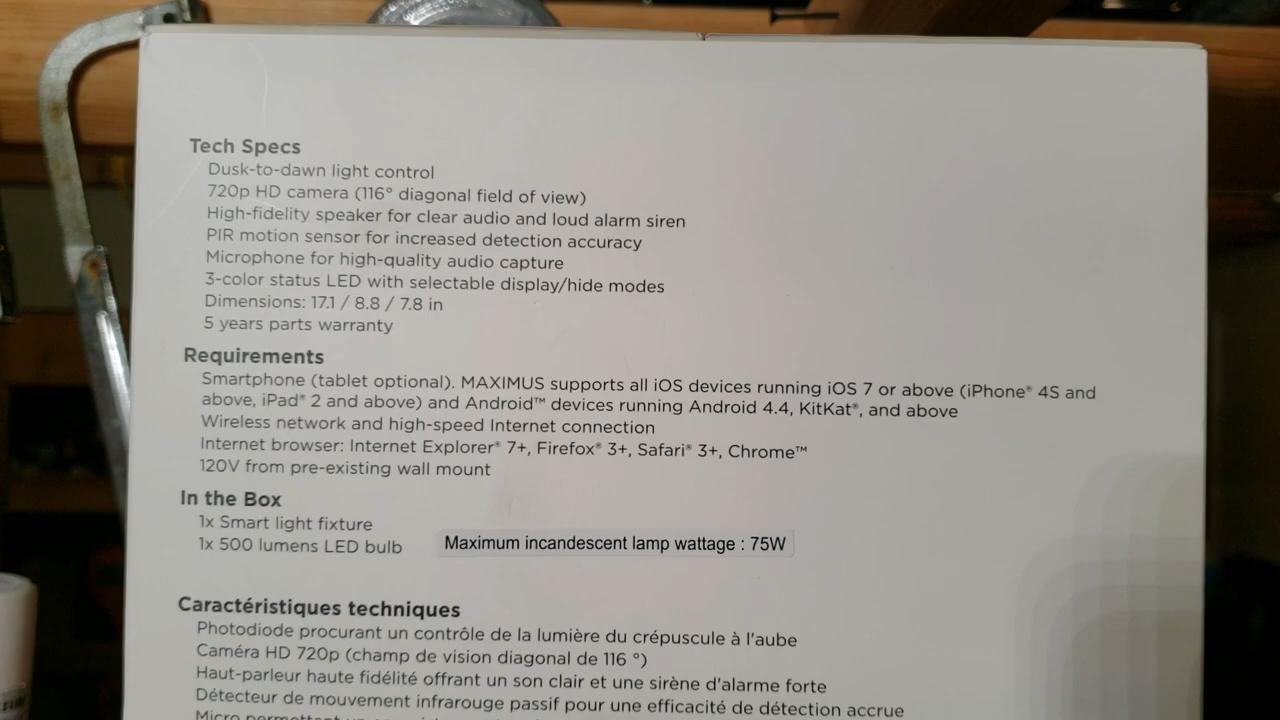 Tech Specs
Dusk-to-dawn light control
720p HD camera (116° diagonal field of view)
High-fidelity speaker for clear audio and loud alarm siren
PIR motion sensor for increased detection accuracy
Microphone for high-quality audio capture
3-color status LED with selectable display/hide modes
Dimensions: 17.1 / 8.8 / 7.8 in
5 years parts warranty
Requirements
Smartphone (tablet optional). MAXIMUS supports all iOS devices running iOS 7 or above (iPhone® 4S and
above, iPad® 2 and above) and Android™ devices running Android 4.4, KitKat®, and above
Wireless network and high-speed Internet connection
Internet browser: Internet Explorer® 7+, Firefox® 3+, Safari® 3+, Chrome™
120V from pre-existing wall mount
In the Box
1x Smart light fixture
1x 500 lumens LED bulb
Maximum incandescent lamp wattage : 75W
Caractéristiques techniques
Photodiode procurant un contrôle de la lumière du crépuscule à l'aube
Caméra HD 720p (champ de vision diagonal de 116 °)
Haut-parleur haute fidélité offrant un son clair et une sirène d'alarme forte
Détecteur de mouvement infrarouge passif pour une efficacité de détection accrue
Micro permettant